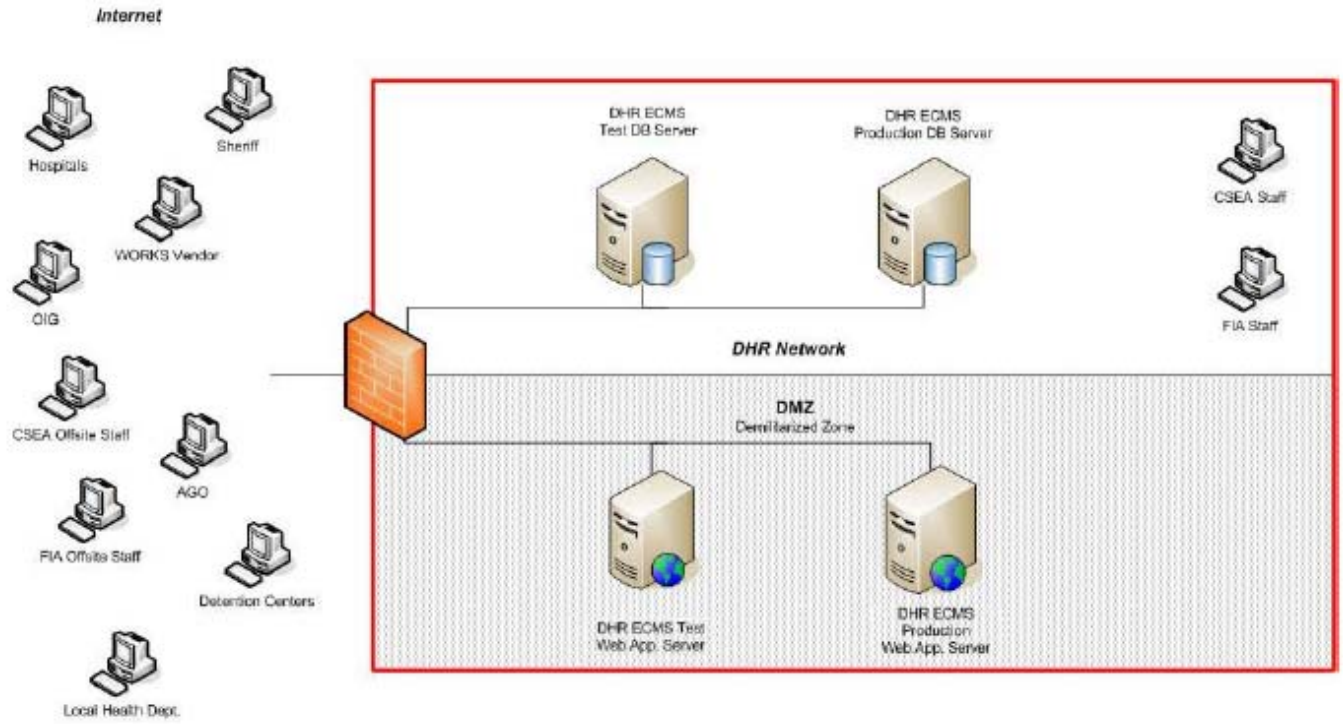 Internet
Hospitals
Sheriff
WORKS Vendor
OIG
CSEA Offsite Staff
AGO
FIA Offsite Staff
Detention Centers
Local Health Dept.
DHR ECMS
Test DB Server
DHR ECMS
Production DB Server
CSEA Staff
FIA Staff
DHR Network
DMZ
Demilitarized Zone
DHR ECMS Test
Web App. Server
DHR ECMS
Production
Web App. Server